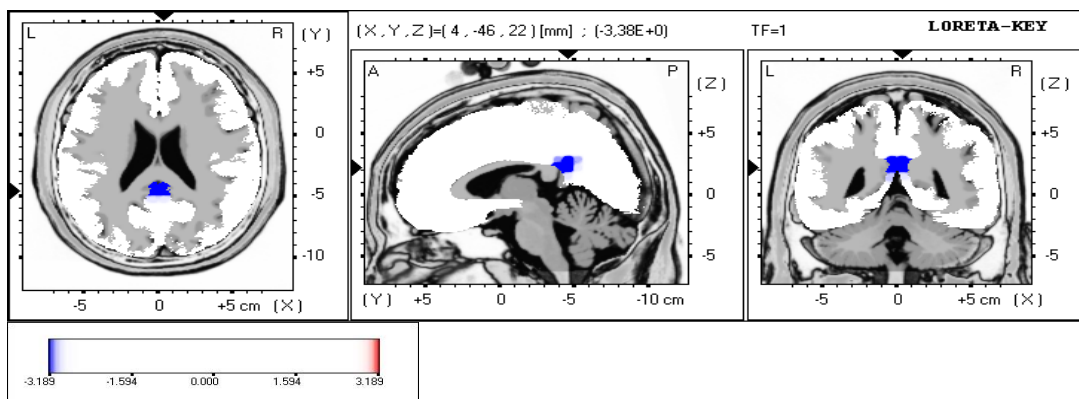 L R (Y) (X,Y,Z)=(4,-46,22)[mm] ; (-3,38E+0) TF=1 LORETA-KEY
A P (Z) L R (Z)
+5 +5 +5
0 0 0
-5 -5 -5
-10
-5 0 +5 cm (X) (Y) +5 0 -5 -10 cm -5 0 +5 cm (X)
-3.189 -1.594 0.000 1.594 3.189